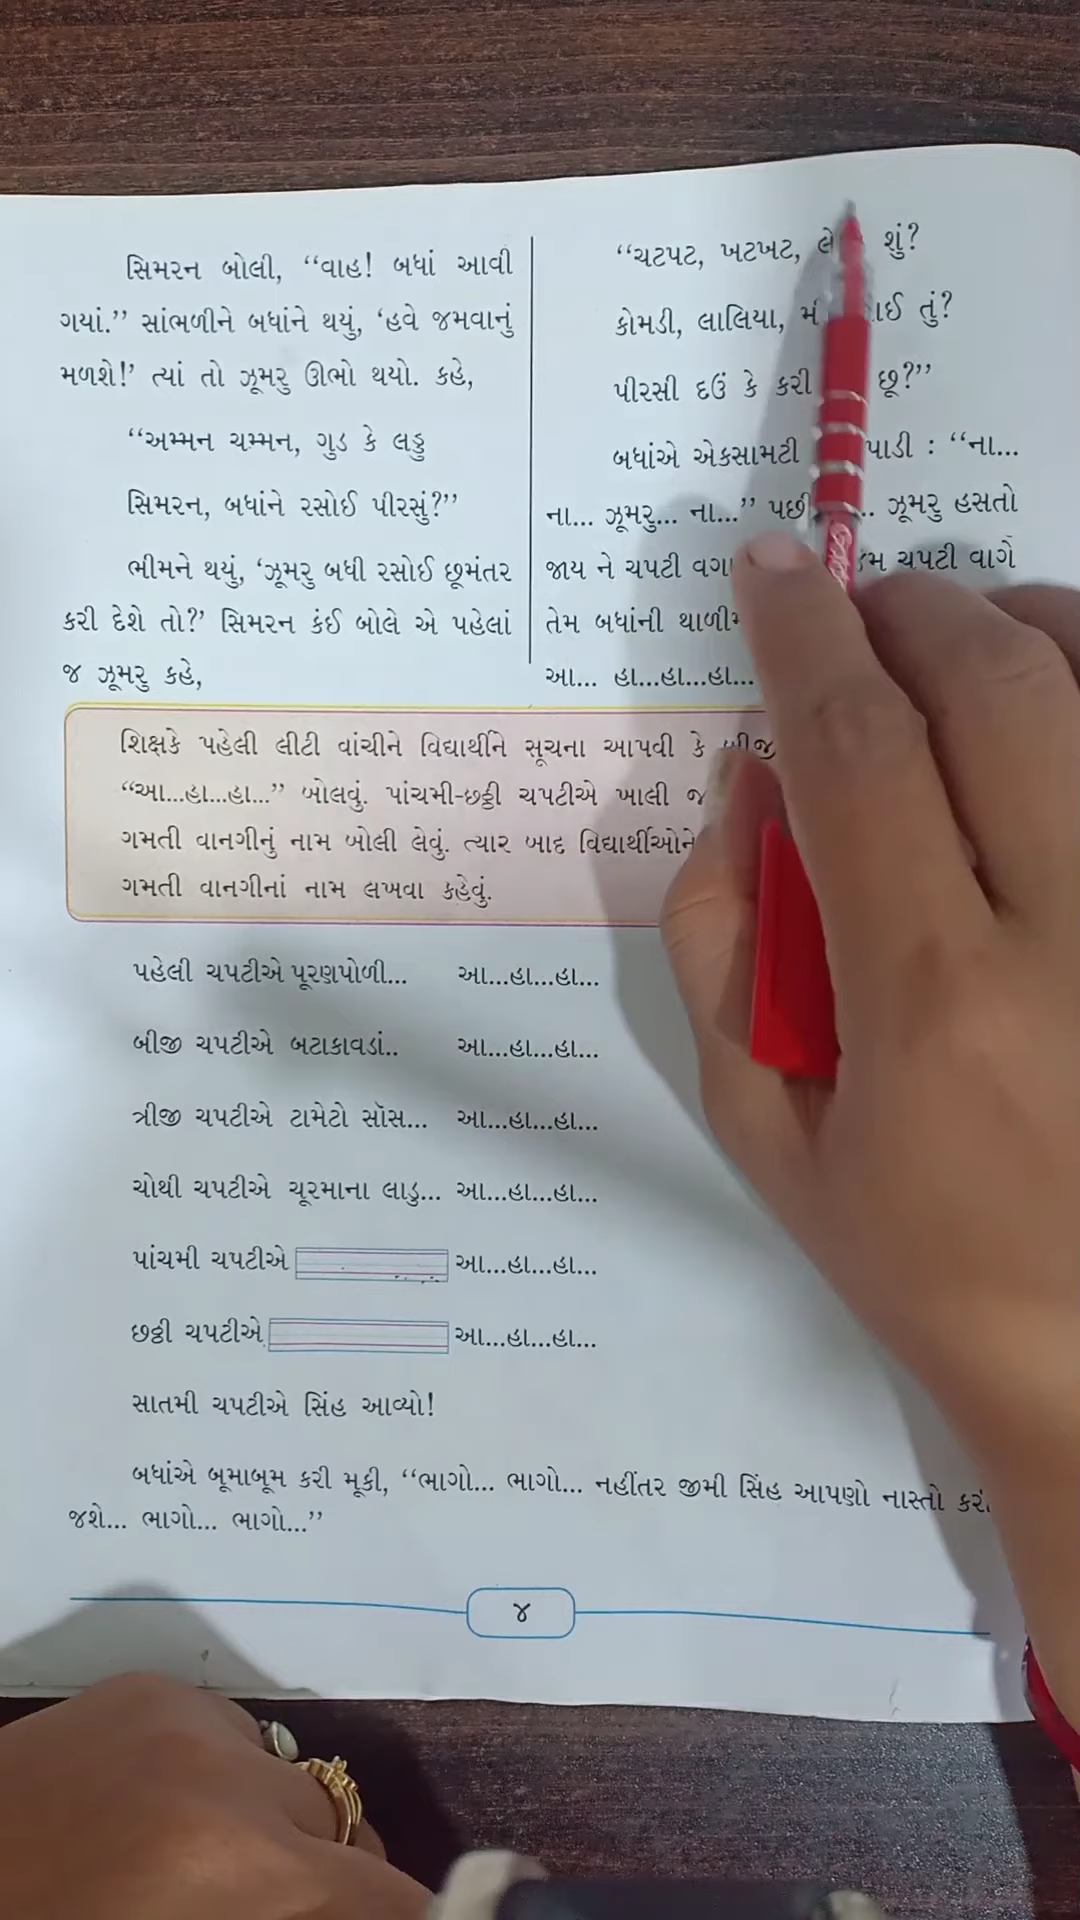 સિમરન બોલી, “વાહ! બધાં આવી
ગયાં.” સાંભળીને બધાંને થયું, ‘હવે જમવાનું
મળશે!’ ત્યાં તો ઝૂમરુ ઊભો થયો. કહે,
“અમ્મન ચમ્મન, ગુડ કે લડ્ડુ
સિમરન, બધાંને રસોઈ પીરસું?”
ભીમને થયું, ‘ઝૂમરુ બધી રસોઈ છૂમંતર
કરી દેશે તો?’ સિમરન કંઈ બોલે એ પહેલાં
જ ઝૂમરુ કહે,
“ચટપટ, ખટખટ, શું?
કોમડી, લાલિયા, તું?
પીરસી દઉં કે કરી છૂ?”
બધાંએ એકસામટી પાડી : “ના...
ના... ઝૂમરુ... ના...” પછી ઝૂમરુ હસતો
જાય ને ચપટી ચપટી વાગે
તેમ બધાંની
આ... હા...હા...હા...
શિક્ષકે પહેલી લીટી વાંચીને વિદ્યાર્થીને સૂચના આપવી કે
“આ...હા...હા...” બોલવું. પાંચમી-છઠ્ઠી ચપટીએ ખાલી
ગમતી વાનગીનું નામ બોલી લેવું. ત્યાર બાદ વિદ્યાર્થીઓને
ગમતી વાનગીનાં નામ લખવા કહેવું.
પહેલી ચપટીએ પૂરણપોળી... આ...હા...હા...
બીજી ચપટીએ બટાકાવડાં.. આ...હા...હા...
ત્રીજી ચપટીએ ટામેટો સૉસ... આ...હા...હા...
ચોથી ચપટીએ ચૂરમાના લાડુ... આ...હા...હા...
પાંચમી ચપટીએ આ...હા...હા...
છઠ્ઠી ચપટીએ આ...હા...હા...
સાતમી ચપટીએ સિંહ આવ્યો!
બધાંએ બૂમાબૂમ કરી મૂકી, “ભાગો... ભાગો... નહીંતર જીમી સિંહ આપણો નાસ્તો
જશે... ભાગો... ભાગો...”
૪